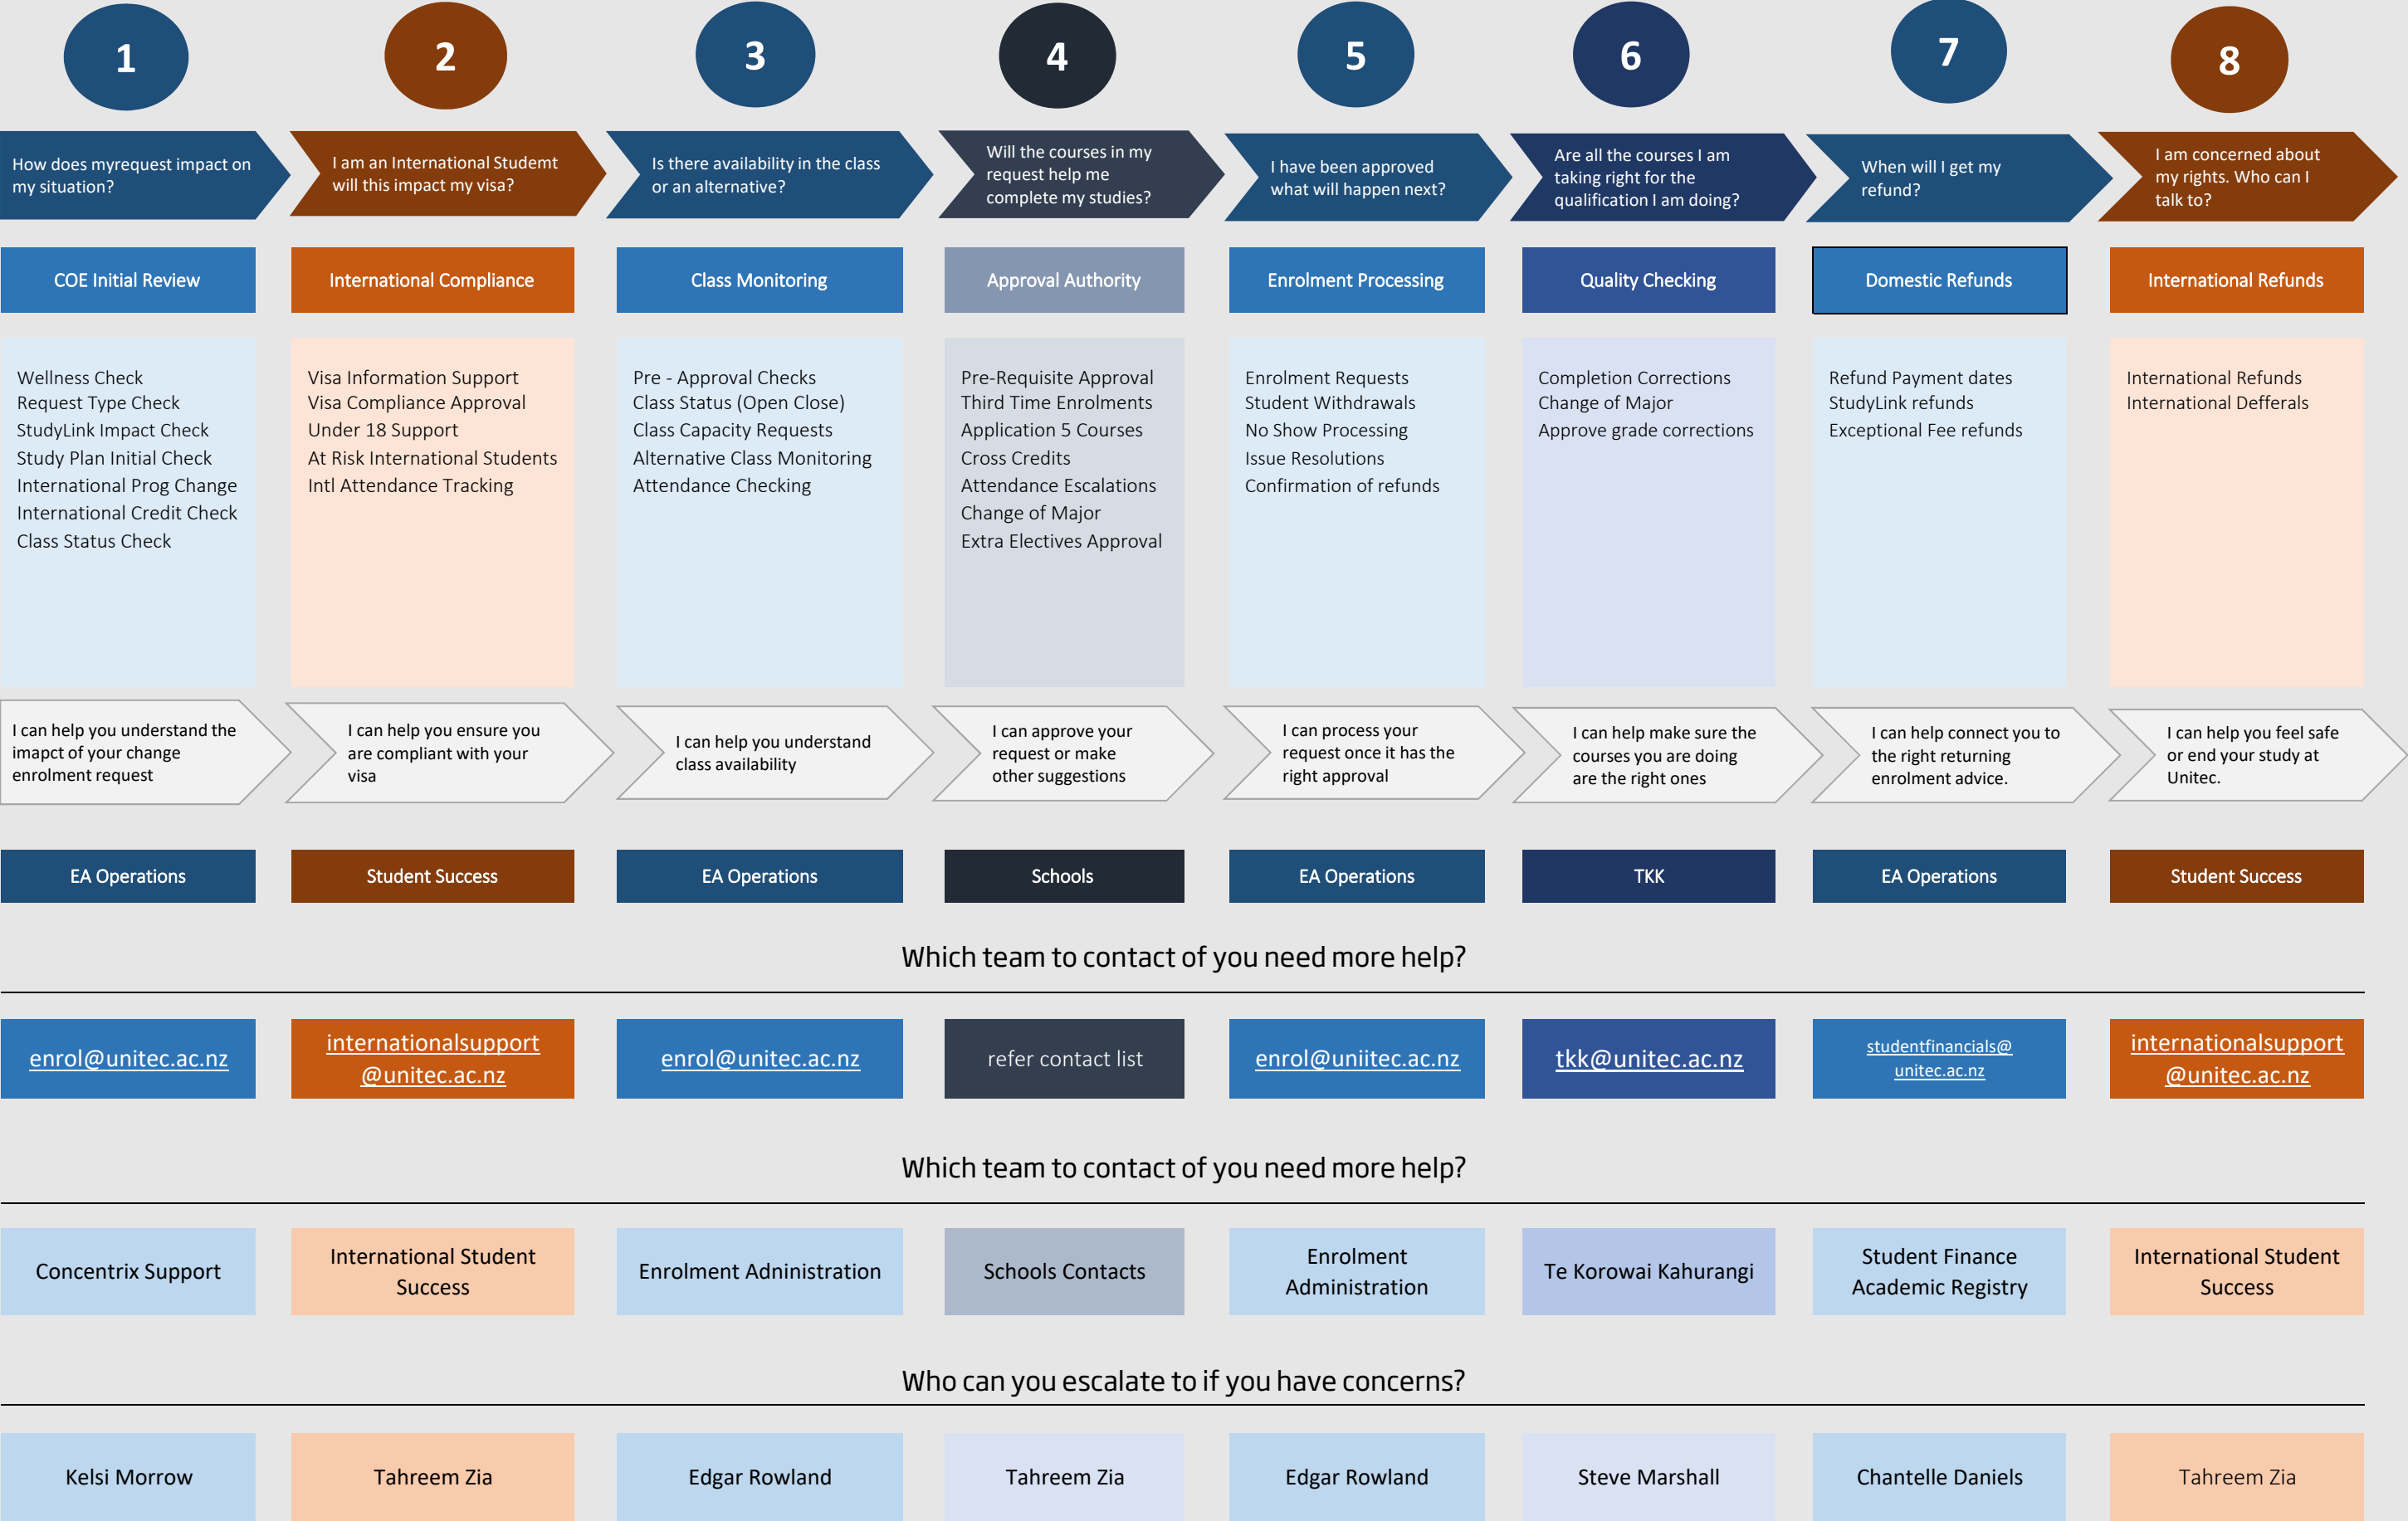 1
2
3
4
5
6
7
8
How does myrequest impact on
my situation?
I am an International Studemt
will this impact my visa?
Is there availability in the class
or an alternative?
Will the courses in my
request help me
complete my studies?
I have been approved
what will happen next?
Are all the courses I am
taking right for the
qualification I am doing?
When will I get my
refund?
I am concerned about
my rights. Who can I
talk to?
COE Initial Review
International Compliance
Class Monitoring
Approval Authority
Enrolment Processing
Quality Checking
Domestic Refunds
International Refunds
Wellness Check
Request Type Check
StudyLink Impact Check
Study Plan Initial Check
International Prog Change
International Credit Check
Class Status Check
Visa Information Support
Visa Compliance Approval
Under 18 Support
At Risk International Students
Intl Attendance Tracking
Pre - Approval Checks
Class Status (Open Close)
Class Capacity Requests
Alternative Class Monitoring
Attendance Checking
Pre-Requisite Approval
Third Time Enrolments
Application 5 Courses
Cross Credits
Attendance Escalations
Change of Major
Extra Electives Approval
Enrolment Requests
Student Withdrawals
No Show Processing
Issue Resolutions
Confirmation of refunds
Completion Corrections
Change of Major
Approve grade corrections
Refund Payment dates
StudyLink refunds
Exceptional Fee refunds
International Refunds
International Defferals
I can help you understand the
imapct of your change
enrolment request
I can help you ensure you
are compliant with your
visa
I can help you understand
class availability
I can approve your
request or make
other suggestions
I can process your
request once it has the
right approval
I can help make sure the
courses you are doing
are the right ones
I can help connect you to
the right returning
enrolment advice.
I can help you feel safe
or end your study at
Unitec.
EA Operations
Student Success
EA Operations
Schools
EA Operations
TKK
EA Operations
Student Success
Which team to contact of you need more help?
enrol@unitec.ac.nz
internationalsupport
@unitec.ac.nz
enrol@unitec.ac.nz
refer contact list
enrol@uniitec.ac.nz
tkk@unitec.ac.nz
studentfinancials@
unitec.ac.nz
internationalsupport
@unitec.ac.nz
Which team to contact of you need more help?
Concentrix Support
International Student
Success
Enrolment Adninistration
Schools Contacts
Enrolment
Administration
Te Korowai Kahurangi
Student Finance
Academic Registry
International Student
Success
Who can you escalate to if you have concerns?
Kelsi Morrow
Tahreem Zia
Edgar Rowland
Tahreem Zia
Edgar Rowland
Steve Marshall
Chantelle Daniels
Tahreem Zia